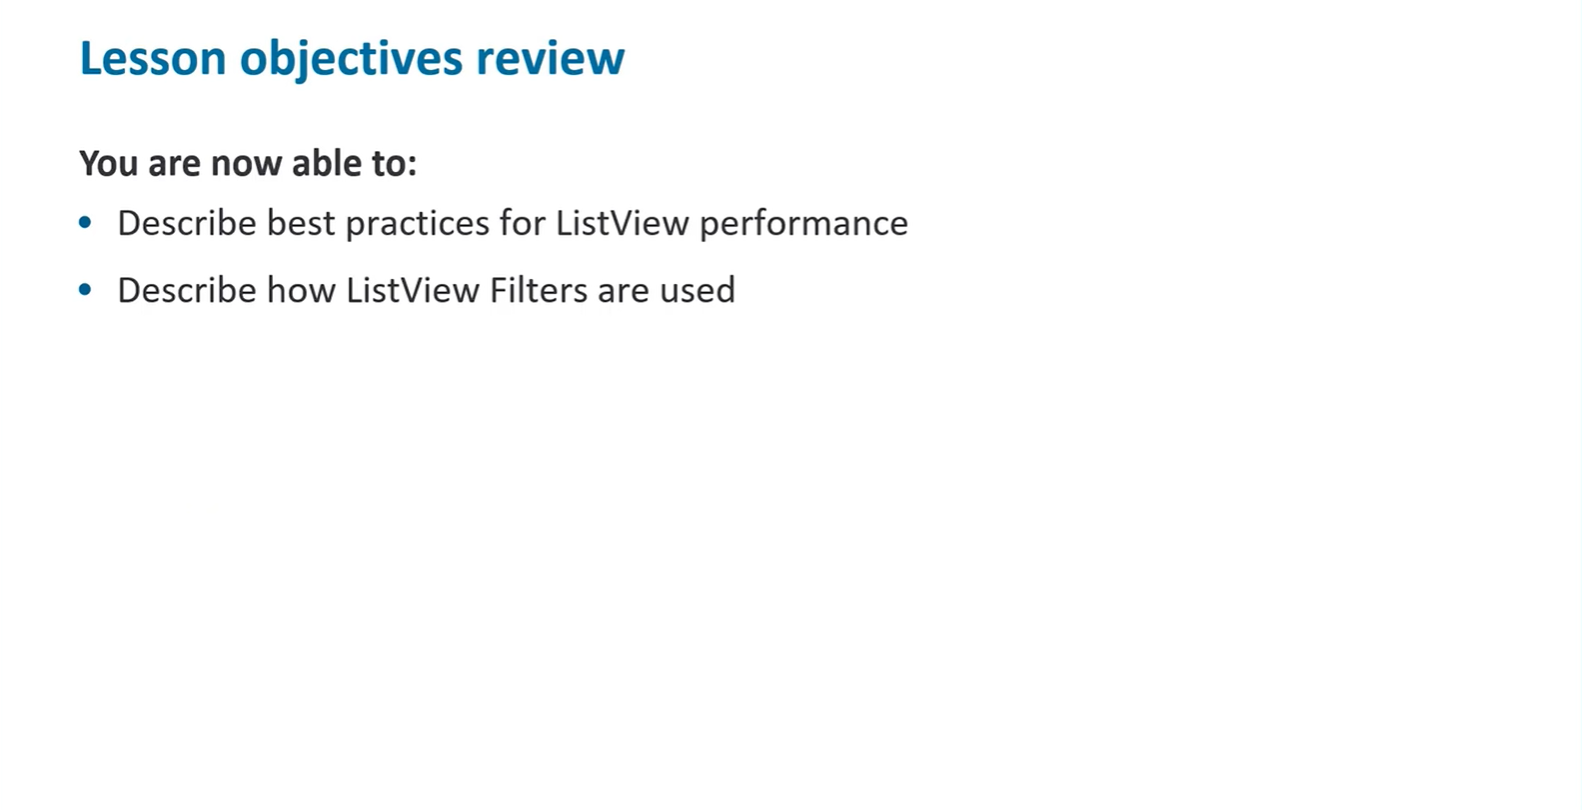 Lesson objectives review
You are now able to:
• Describe best practices for ListView performance
• Describe how ListView Filters are used